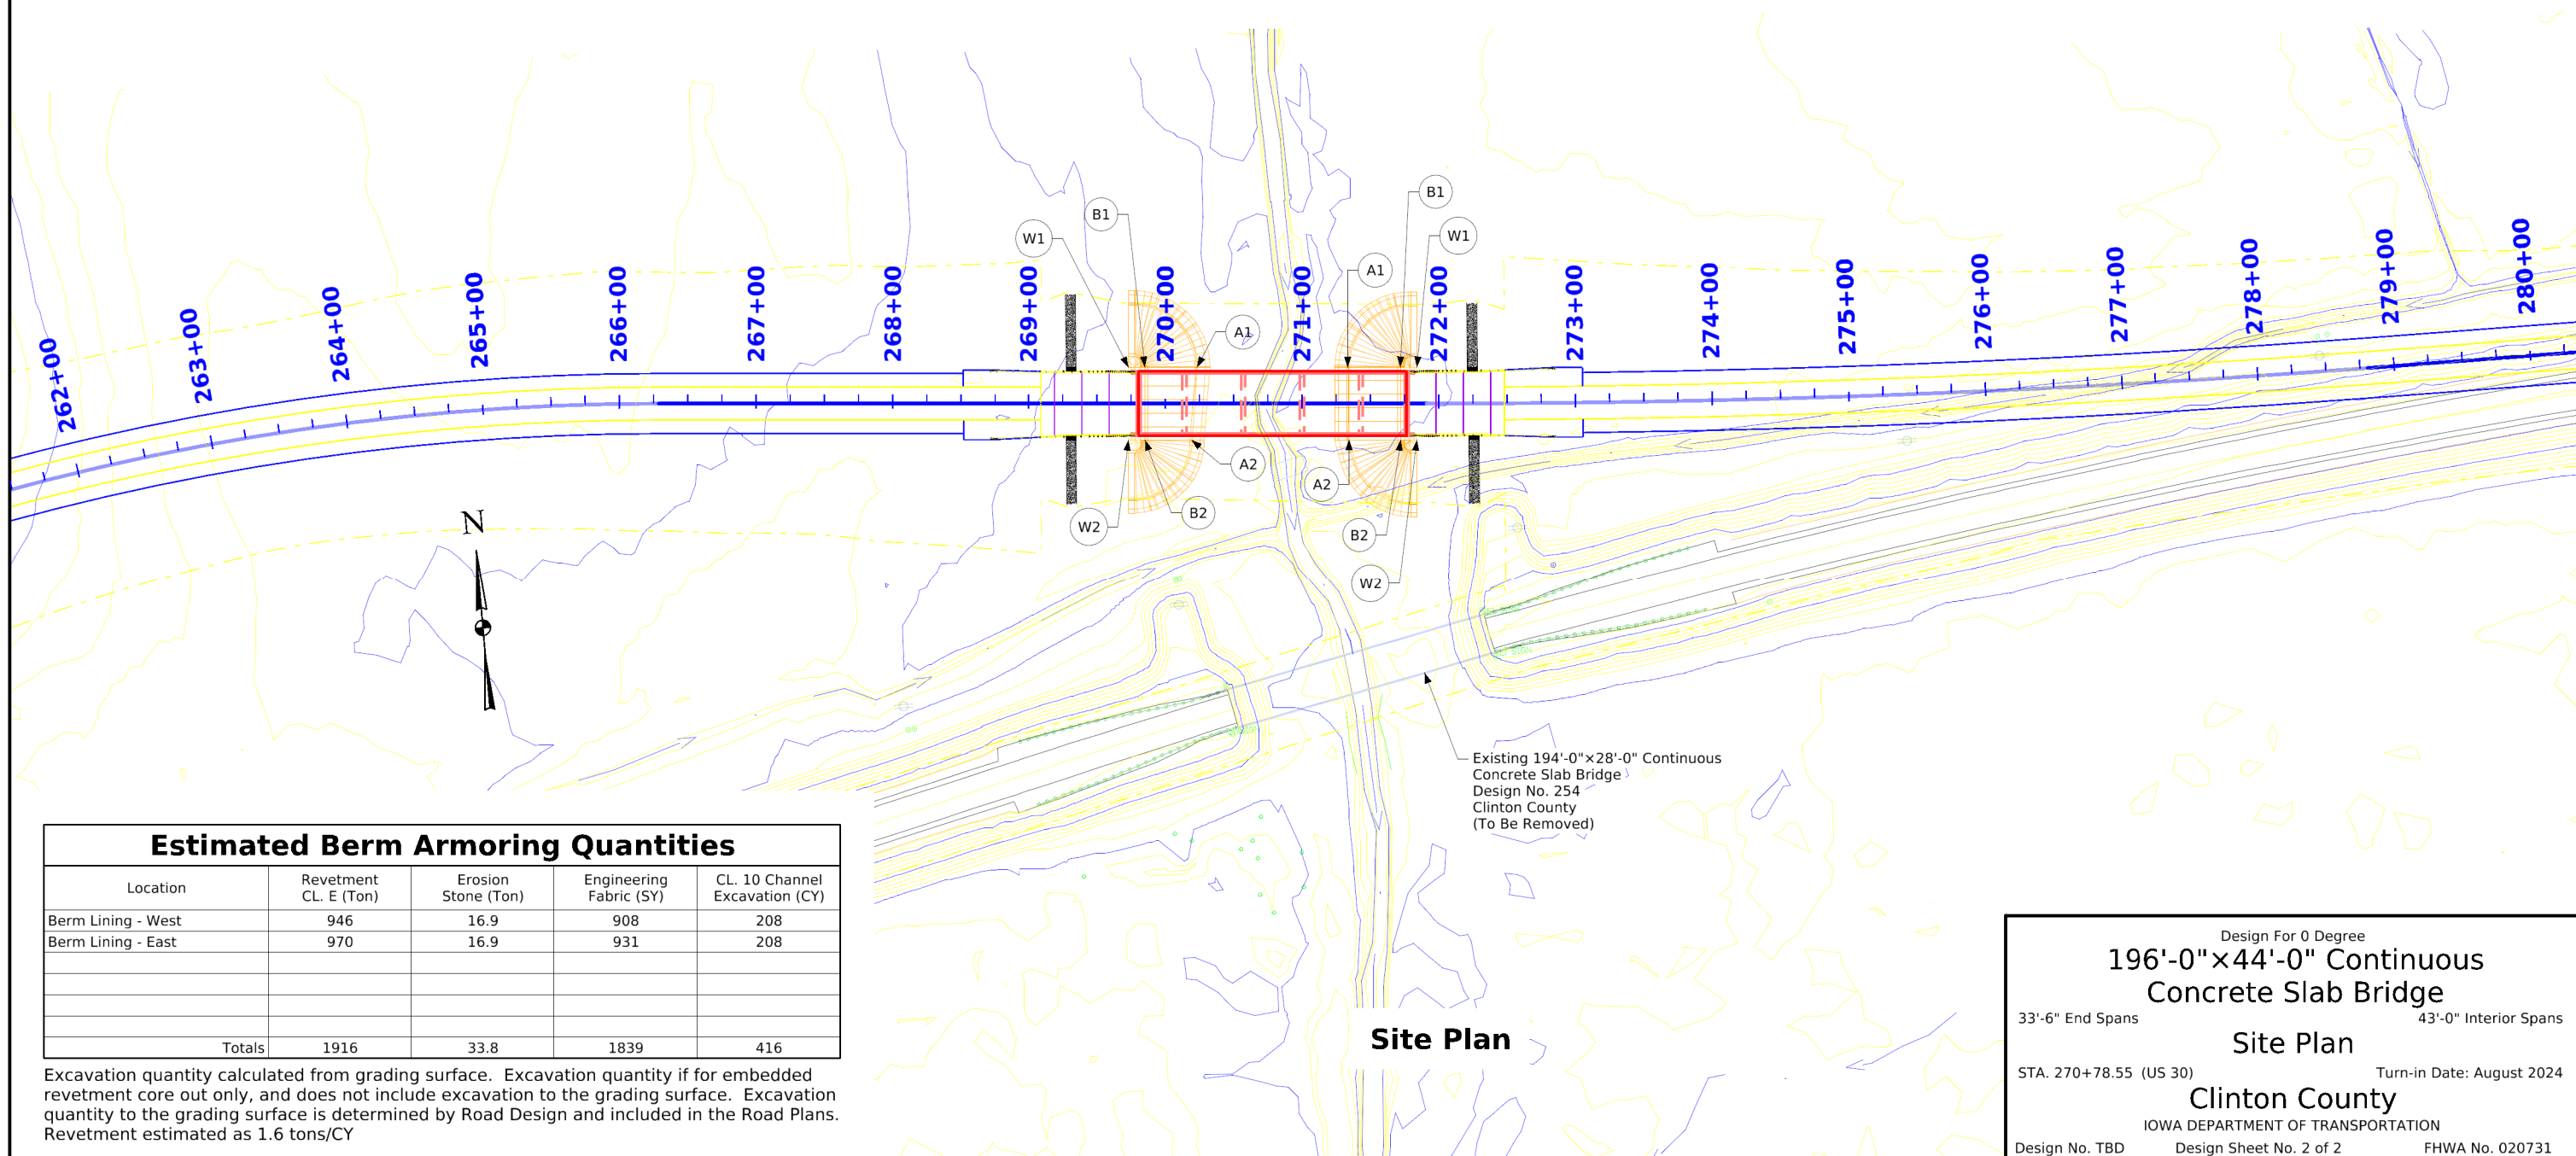 262+00
263+00
264+00
265+00
266+00
267+00
268+00
269+00
270+00
271+00
272+00
273+00
274+00
275+00
276+00
277+00
278+00
279+00
280+00
B1
W1
A1
A2
B2
W2
B1
W1
A1
A2
B2
W2
N
Existing 194'-0"×28'-0" Continuous
Concrete Slab Bridge
Design No. 254
Clinton County
(To Be Removed)
Estimated Berm Armoring Quantities
Location Revetment CL. E (Ton) Erosion Stone (Ton) Engineering Fabric (SY) CL. 10 Channel Excavation (CY)
Berm Lining - West 946 16.9 908 208
Berm Lining - East 970 16.9 931 208
Totals 1916 33.8 1839 416
Excavation quantity calculated from grading surface. Excavation quantity if for embedded
revetment core out only, and does not include excavation to the grading surface. Excavation
quantity to the grading surface is determined by Road Design and included in the Road Plans.
Revetment estimated as 1.6 tons/CY
Site Plan
Design For 0 Degree
196'-0"×44'-0" Continuous
Concrete Slab Bridge
33'-6" End Spans 43'-0" Interior Spans
Site Plan
STA. 270+78.55 (US 30) Turn-in Date: August 2024
Clinton County
IOWA DEPARTMENT OF TRANSPORTATION
Design No. TBD Design Sheet No. 2 of 2 FHWA No. 020731